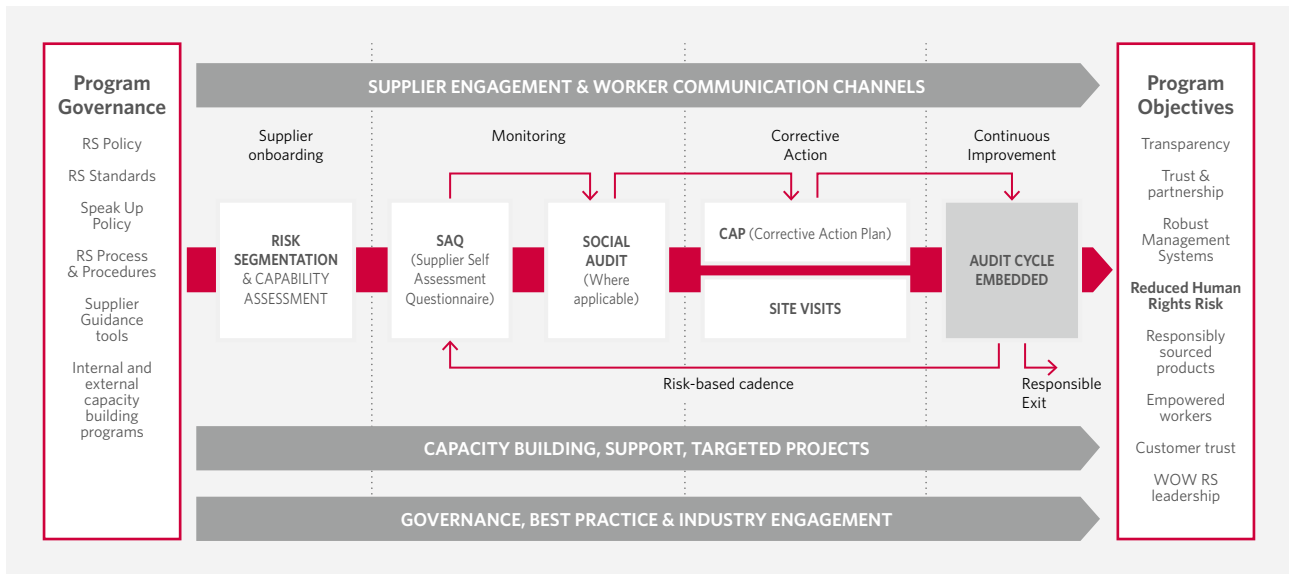 Program
Governance
RS Policy
RS Standards
Speak Up
Policy
RS Process
& Procedures
Supplier
Guidance
tools
Internal and
external
capacity
building
programs
SUPPLIER ENGAGEMENT & WORKER COMMUNICATION CHANNELS
Supplier
onboarding
Monitoring
Corrective
Action
Continuous
Improvement
RISK
SEGMENTATION
& CAPABILITY
ASSESSMENT
SAQ
(Supplier Self
Assessment
Questionnaire)
SOCIAL
AUDIT
(Where
applicable)
CAP (Corrective Action Plan)
SITE VISITS
AUDIT CYCLE
EMBEDDED
Risk-based cadence
Responsible
Exit
CAPACITY BUILDING, SUPPORT, TARGETED PROJECTS
GOVERNANCE, BEST PRACTICE & INDUSTRY ENGAGEMENT
Program
Objectives
Transparency
Trust &
partnership
Robust
Management
Systems
Reduced Human
Rights Risk
Responsibly
sourced
products
Empowered
workers
Customer trust
WOW RS
leadership